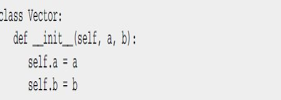 class Vector:
  def __init__(self, a, b):
    self.a = a
    self.b = b